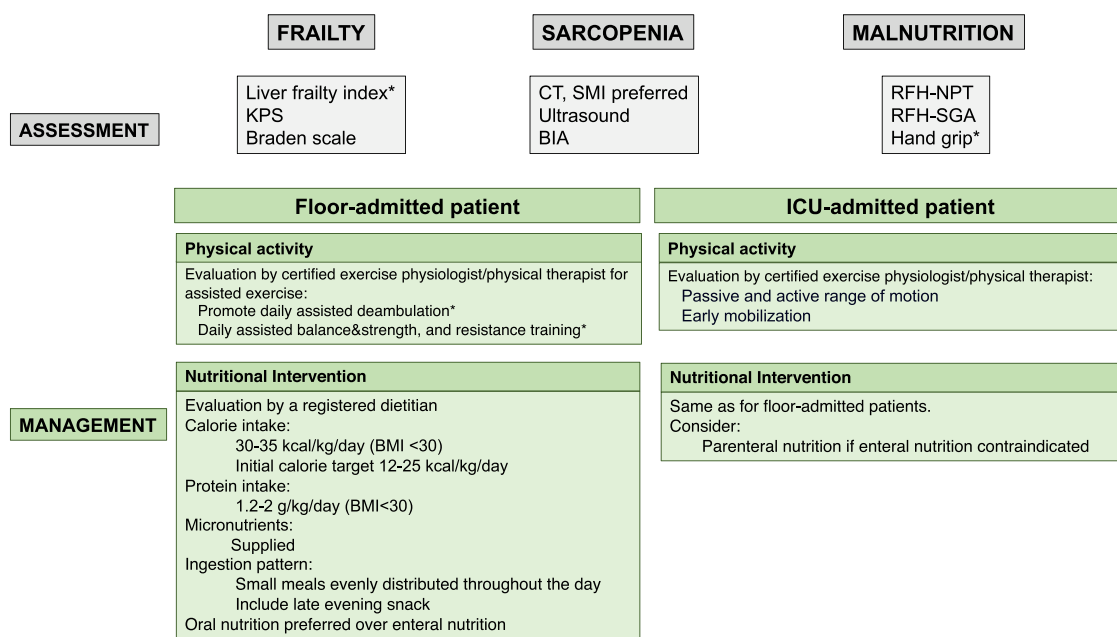 FRAILTY
SARCOPENIA
MALNUTRITION
ASSESSMENT
Liver frailty index*
KPS
Braden scale
CT, SMI preferred
Ultrasound
BIA
RFH-NPT
RFH-SGA
Hand grip*
MANAGEMENT
Floor-admitted patient
Physical activity
Evaluation by certified exercise physiologist/physical therapist for
assisted exercise:
Promote daily assisted deambulation*
Daily assisted balance&strength, and resistance training*
Nutritional Intervention
Evaluation by a registered dietitian
Calorie intake:
30-35 kcal/kg/day (BMI <30)
Initial calorie target 12-25 kcal/kg/day
Protein intake:
1.2-2 g/kg/day (BMI<30)
Micronutrients:
Supplied
Ingestion pattern:
Small meals evenly distributed throughout the day
Include late evening snack
Oral nutrition preferred over enteral nutrition
ICU-admitted patient
Physical activity
Evaluation by certified exercise physiologist/physical therapist:
Passive and active range of motion
Early mobilization
Nutritional Intervention
Same as for floor-admitted patients.
Consider:
Parenteral nutrition if enteral nutrition contraindicated